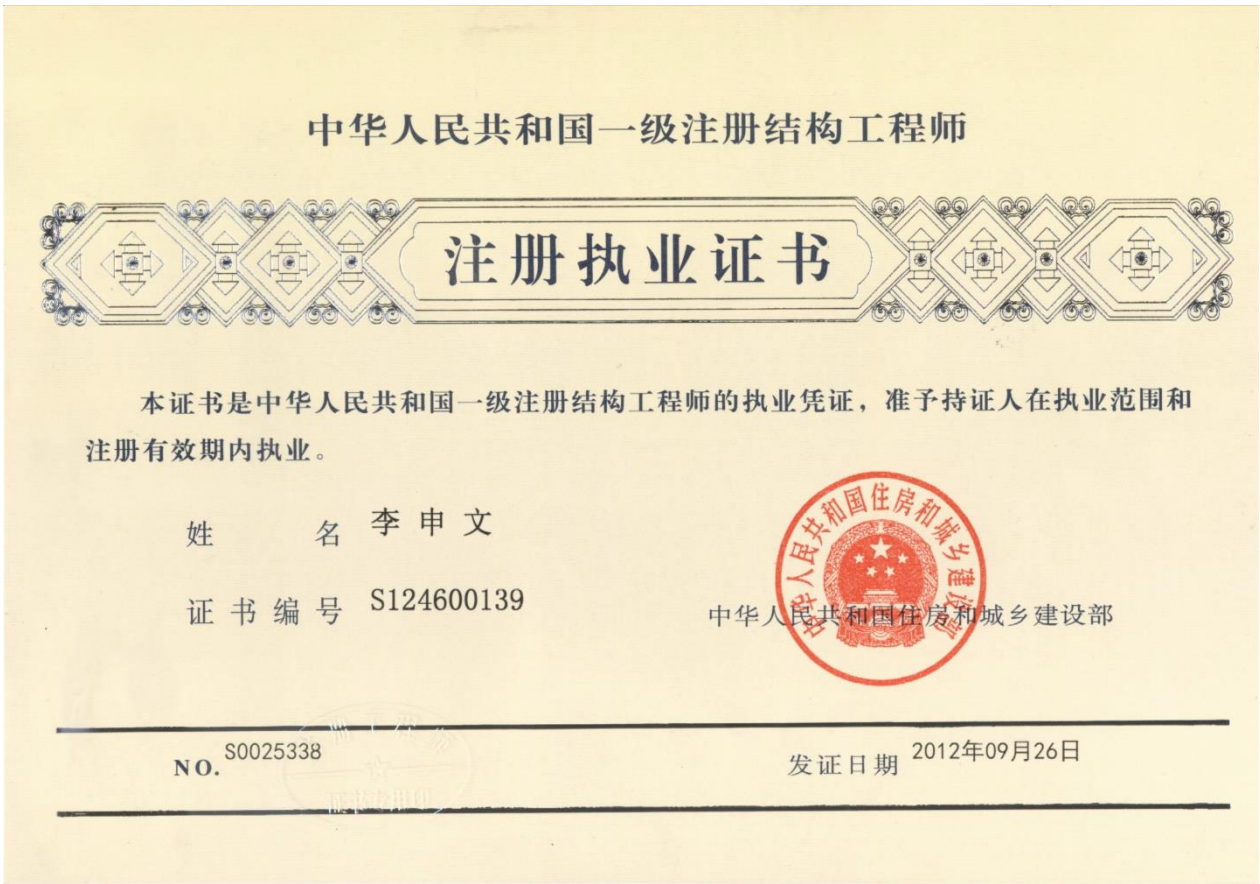 中华人民共和国一级注册结构工程师
注册执业证书
本证书是中华人民共和国一级注册结构工程师的执业凭证，准予持证人在执业范围和
注册有效期内执业。
姓 名 李申文
证书编号 S124600139
中华人民共和国住房和城乡建设部
中华人民共和国住房和城乡建设部
NO. S0025338
发证日期 2012年09月26日